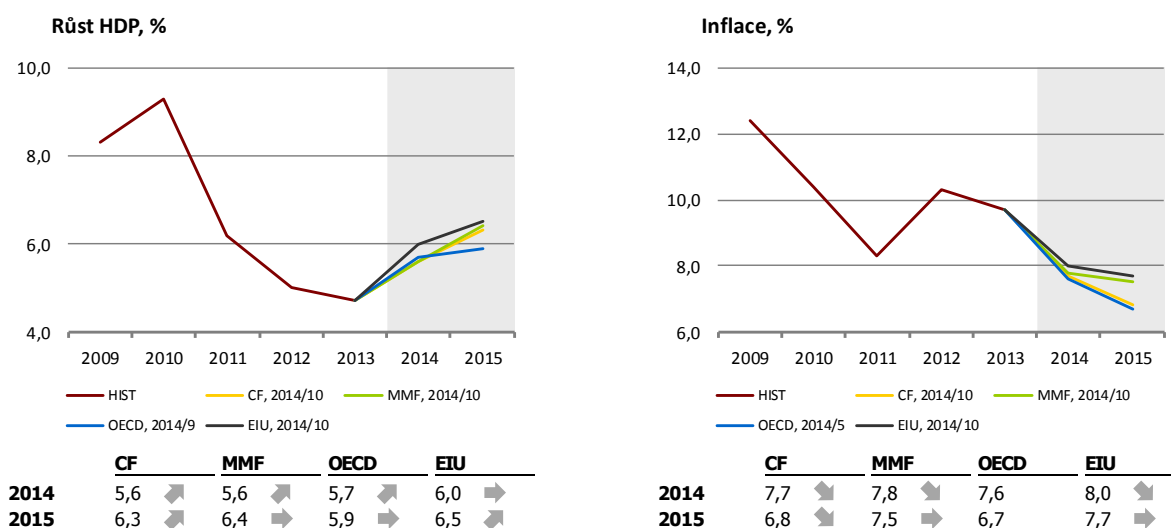 Růst HDP, %
10,0
8,0
6,0
4,0
2009 2010 2011 2012 2013 2014 2015
HIST CF, 2014/10 MMF, 2014/10
OECD, 2014/9 EIU, 2014/10
CF MMF OECD EIU
2014 5,6 5,6 5,7 6,0
2015 6,3 6,4 5,9 6,5
Inflace, %
14,0
12,0
10,0
8,0
6,0
2009 2010 2011 2012 2013 2014 2015
HIST CF, 2014/10 MMF, 2014/10
OECD, 2014/5 EIU, 2014/10
CF MMF OECD EIU
2014 7,7 7,8 7,6 8,0
2015 6,8 7,5 6,7 7,7